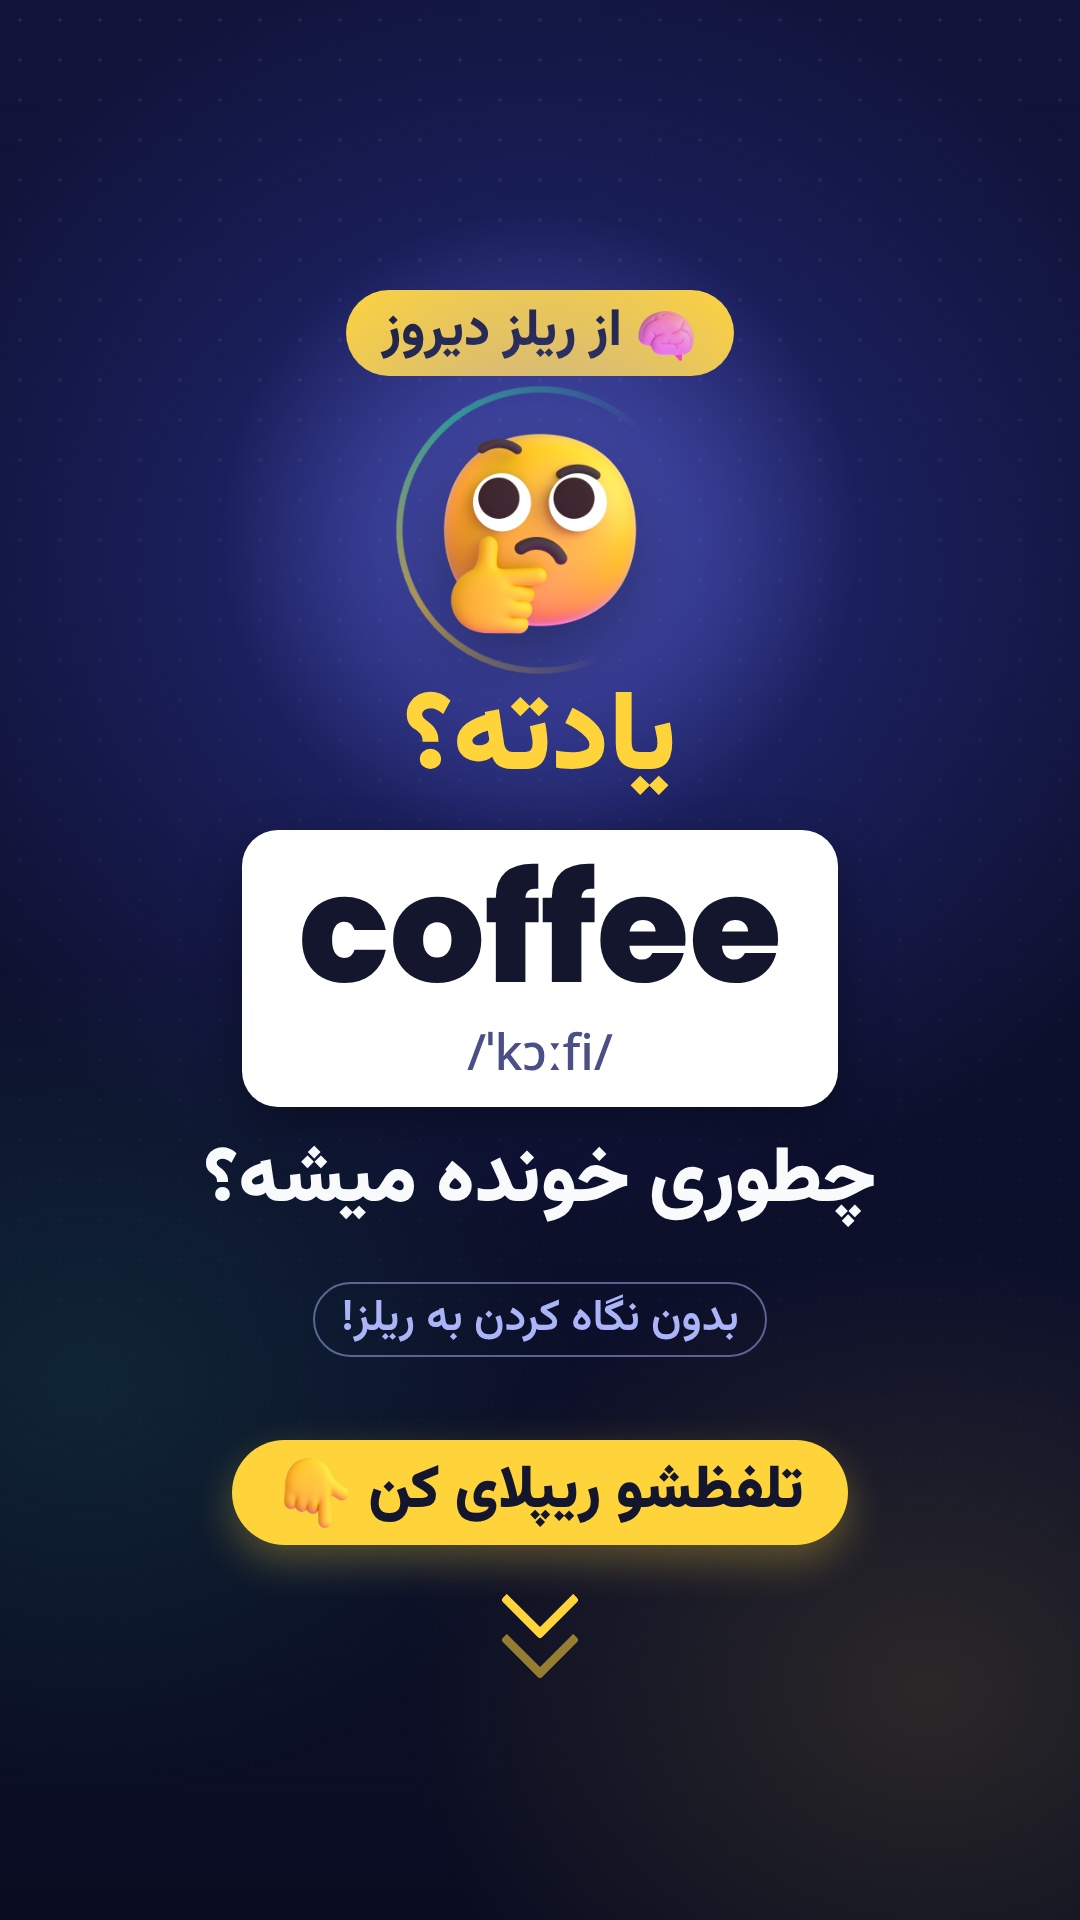 🧠 از ریلز دیروز
یادته؟
coffee
/ˈkɔːfi/
چطوری خونده میشه؟
بدون نگاه کردن به ریلز!
تلفظشو ریپلای کن 👇